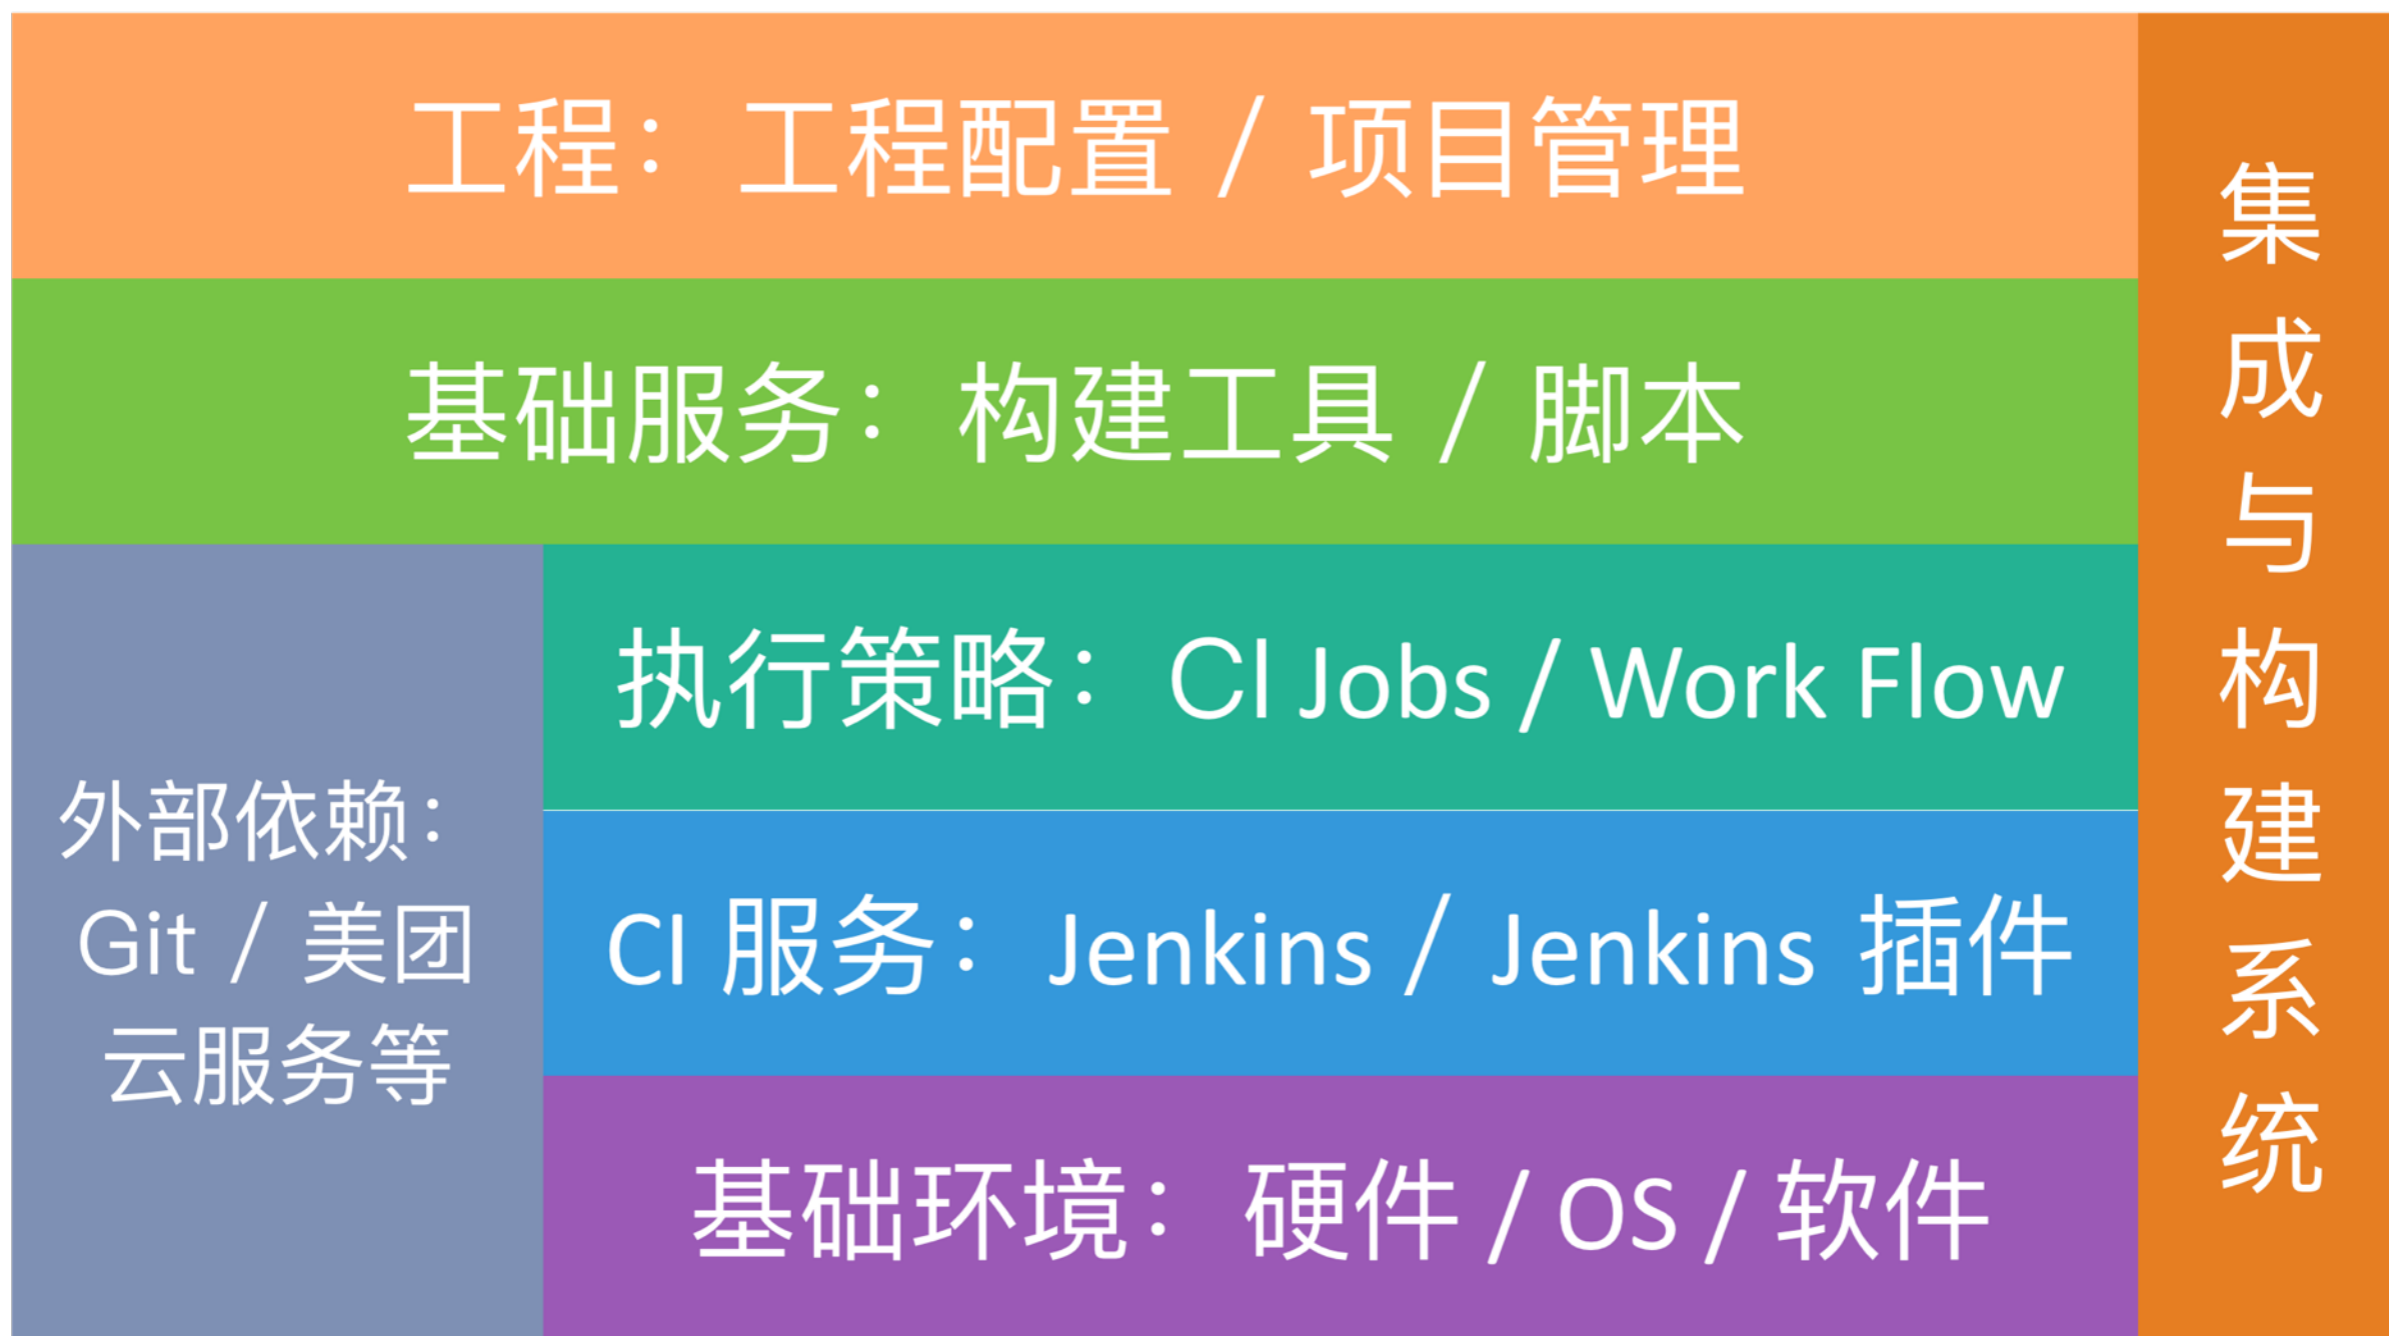 工程：工程配置 / 项目管理
基础服务：构建工具 / 脚本
执行策略：CI Jobs / Work Flow
外部依赖：
Git / 美团
云服务等
CI 服务：Jenkins / Jenkins 插件
基础环境：硬件 / OS / 软件
集成与构建系统